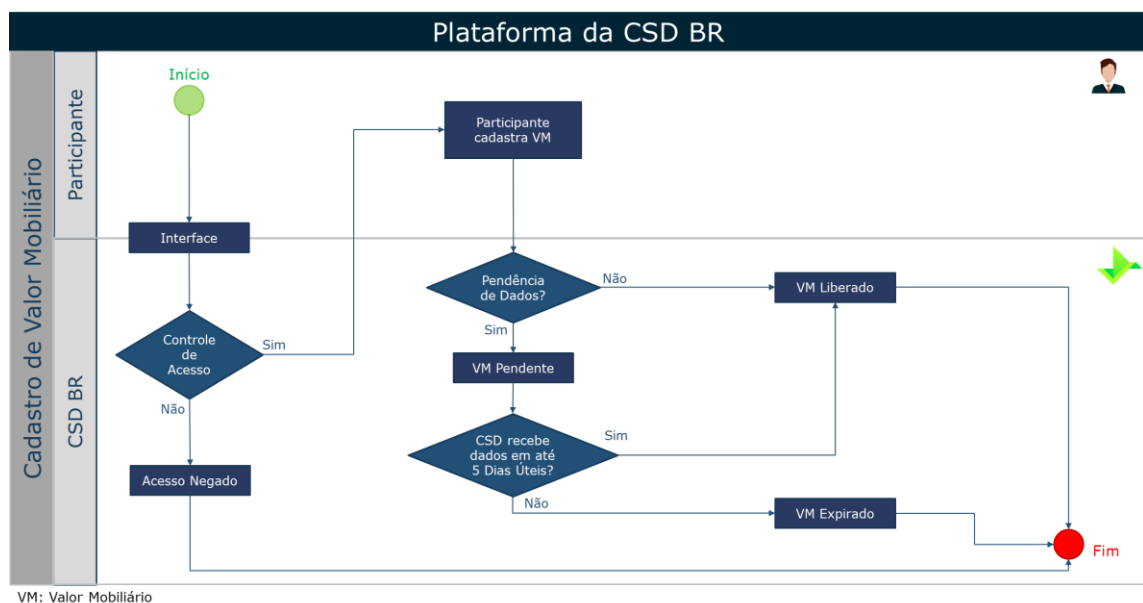 Plataforma da CSD BR
Cadastro de Valor Mobiliário
Participante
Início
Participante
cadastra VM
Interface
CSD BR
Controle
de
Acesso
Sim
Não
Acesso Negado
Pendência
de Dados?
Não
Sim
VM Liberado
VM Pendente
CSD recebe
dados em até
5 Dias Úteis?
Sim
Não
VM Expirado
Fim
VM: Valor Mobiliário